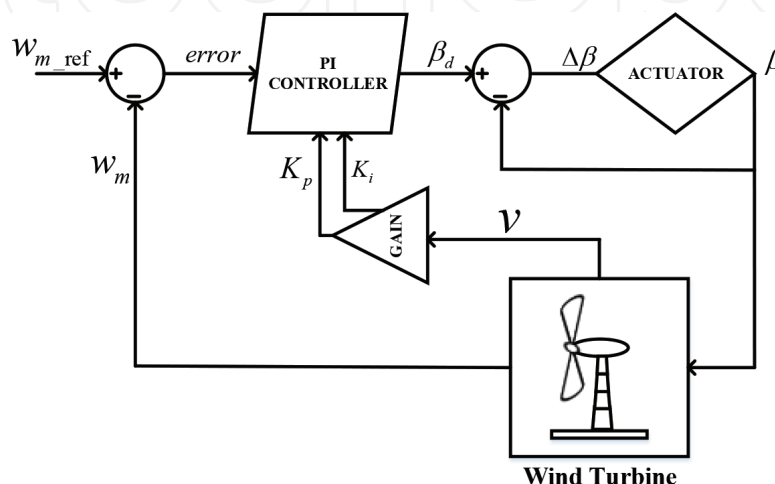 w_m_ref
error
PI
CONTROLLER
β_d
Δβ
ACTUATOR
β
w_m
K_p
K_i
GAIN
v
Wind Turbine